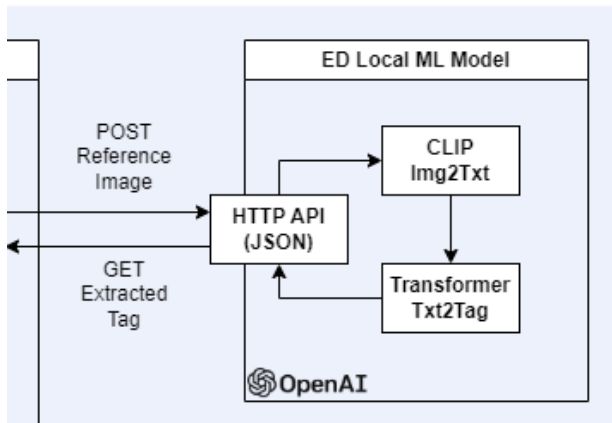 ED Local ML Model
POST
Reference
Image
CLIP
Img2Txt
HTTP API
(JSON)
GET
Extracted
Tag
Transformer
Txt2Tag
OpenAI